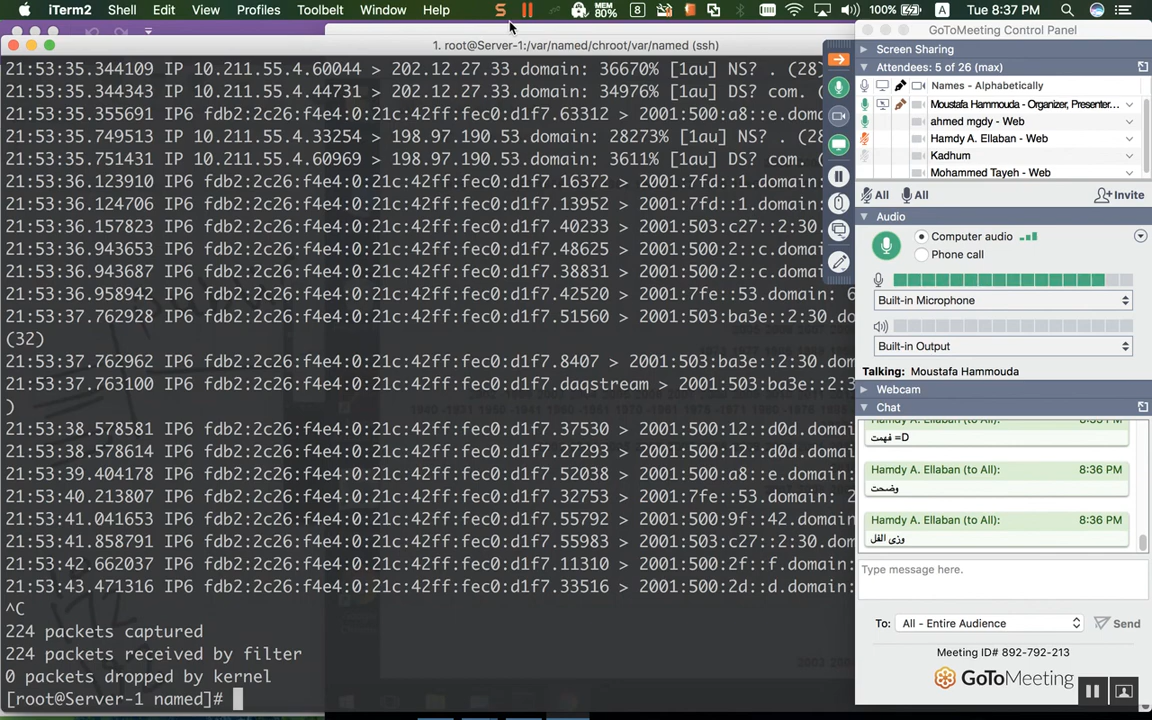 iTerm2 Shell Edit View Profiles Toolbelt Window Help S MEM 80% 8 100% A Tue 8:37 PM
1. root@Server-1:/var/named/chroot/var/named (ssh)
21:53:35.344109 IP 10.211.55.4.60044 > 202.12.27.33.domain: 36670% [1au] NS? . (28)
21:53:35.344343 IP 10.211.55.4.44731 > 202.12.27.33.domain: 34976% [1au] DS? com. (
21:53:35.355691 IP6 fdb2:2c26:f4e4:0:21c:42ff:fec0:d1f7.6331 > 2001:500:a8::e.domai
21:53:35.749513 IP 10.211.55.4.33254 > 198.97.190.53.domain: 28273% [1au] NS? . (28
21:53:35.751431 IP 10.211.55.4.60969 > 198.97.190.53.domain: 3611% [1au] DS? com. (
21:53:36.123910 IP6 fdb2:2c26:f4e4:0:21c:42ff:fec0:d1f7.16372 > 2001:7fd::1.domain:
21:53:36.124706 IP6 fdb2:2c26:f4e4:0:21c:42ff:fec0:d1f7.13952 > 2001:7fd::1.domain:
21:53:36.157823 IP6 fdb2:2c26:f4e4:0:21c:42ff:fec0:d1f7.40233 > 2001:503:c27::2:30.
21:53:36.943653 IP6 fdb2:2c26:f4e4:0:21c:42ff:fec0:d1f7.48625 > 2001:500:2::c.domai
21:53:36.943687 IP6 fdb2:2c26:f4e4:0:21c:42ff:fec0:d1f7.38831 > 2001:500:2::c.domai
21:53:36.958942 IP6 fdb2:2c26:f4e4:0:21c:42ff:fec0:d1f7.42520 > 2001:7fe::53.domain: 6
21:53:37.762928 IP6 fdb2:2c26:f4e4:0:21c:42ff:fec0:d1f7.51560 > 2001:503:ba3e::2:30.do
(32)
21:53:37.762962 IP6 fdb2:2c26:f4e4:0:21c:42ff:fec0:d1f7.8407 > 2001:503:ba3e::2:30.dom
21:53:37.763100 IP6 fdb2:2c26:f4e4:0:21c:42ff:fec0:d1f7.daqstream > 2001:503:ba3e::2:3
)
21:53:38.578581 IP6 fdb2:2c26:f4e4:0:21c:42ff:fec0:d1f7.37530 > 2001:500:12::d0d.domai
21:53:38.578614 IP6 fdb2:2c26:f4e4:0:21c:42ff:fec0:d1f7.27293 > 2001:500:12::d0d.domai
21:53:39.404178 IP6 fdb2:2c26:f4e4:0:21c:42ff:fec0:d1f7.52038 > 2001:500:a8::e.domain:
21:53:40.213807 IP6 fdb2:2c26:f4e4:0:21c:42ff:fec0:d1f7.32753 > 2001:7fe::53.domain: 2
21:53:41.041653 IP6 fdb2:2c26:f4e4:0:21c:42ff:fec0:d1f7.55792 > 2001:500:9f::42.domain
21:53:41.858791 IP6 fdb2:2c26:f4e4:0:21c:42ff:fec0:d1f7.55983 > 2001:503:c27::2:30.dom
21:53:42.662037 IP6 fdb2:2c26:f4e4:0:21c:42ff:fec0:d1f7.11310 > 2001:500:2f::f.domain:
21:53:43.471316 IP6 fdb2:2c26:f4e4:0:21c:42ff:fec0:d1f7.33516 > 2001:500:2d::d.domain:
^C
224 packets captured
224 packets received by filter
0 packets dropped by kernel
[root@Server-1 named]#
GoToMeeting Control Panel
Screen Sharing
Attendees: 5 of 26 (max)
Names - Alphabetically
Moustafa Hammouda - Organizer, Presenter...
ahmed mgdy - Web
Hamdy A. Ellaban - Web
Kadhum
Mohammed Tayeh - Web
All All Invite
Audio
Computer audio
Phone call
Built-in Microphone
Built-in Output
Talking: Moustafa Hammouda
Webcam
Chat
Hamdy A. Ellaban (to All): 8:35 PM
فهمت =D
Hamdy A. Ellaban (to All): 8:36 PM
وضحت
Hamdy A. Ellaban (to All): 8:36 PM
وزى الفل
Type message here.
To: All - Entire Audience Send
Meeting ID# 892-792-213
GoToMeeting